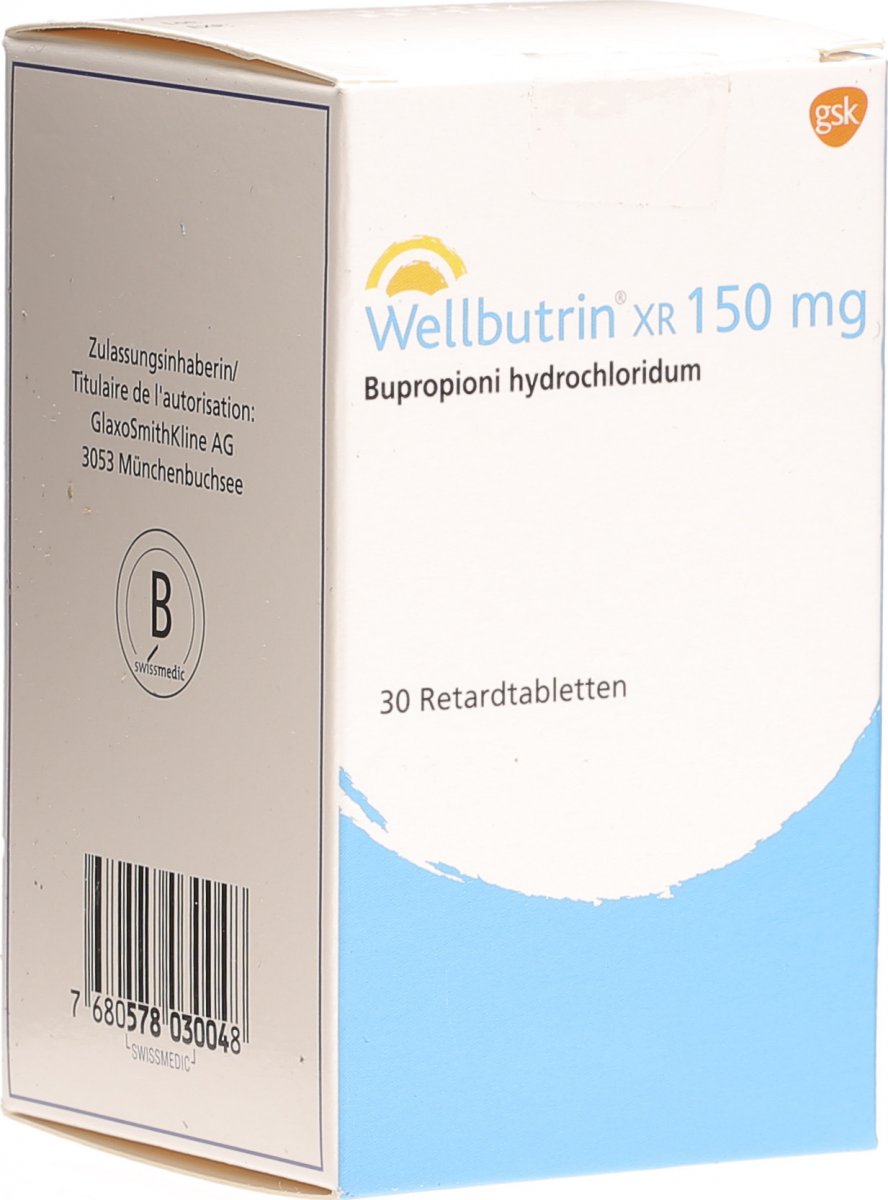 gsk
Wellbutrin® XR 150 mg
Bupropioni hydrochloridum
30 Retardtabletten
Zulassungsinhaberin/
Titulaire de l'autorisation:
GlaxoSmithKline AG
3053 Münchenbuchsee
B
swissmedic
7 680578 030048
SWISSMEDIC